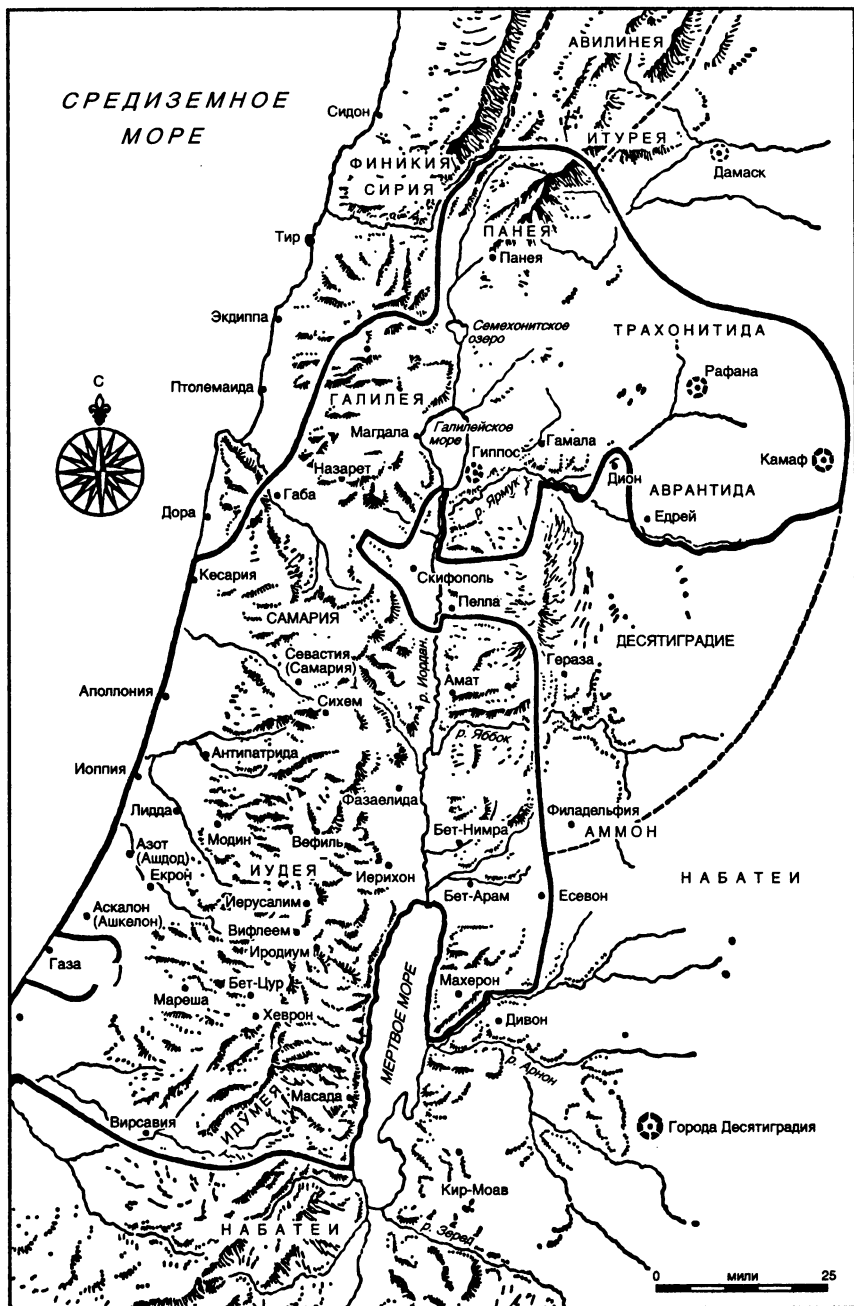 АВИЛИНЕЯ
СРЕДИЗЕМНОЕ
МОРЕ
Сидон
ИТУРЕЯ
ФИНИКИЯ
СИРИЯ
Дамаск
Тир
ПАНЕЯ
Панея
Экдиппа
Семехонитское
озеро
ТРАХОНИТИДА
С
Птолемаида
Рафана
ГАЛИЛЕЯ
Магдала
Галилейское
море
Гиппос
Гамала
Камаф
Назарет
Габа
р. Ярмук
Дион
АВРАНТИДА
Дора
Едрей
Кесария
Скифополь
Пелла
САМАРИЯ
ДЕСЯТИГРАДИЕ
Севастия
(Самария)
р. Иордан
Гераза
Амат
Аполлония
Сихем
р. Яббок
Антипатрида
Иоппия
Фазаелида
Лидда
Филадельфия
Модин
Вефиль
Бет-Нимра
АММОН
Азот
(Ашдод)
ИУДЕЯ
Иерихон
НАБАТЕИ
Екрон
Бет-Арам
Есевон
Иерусалим
Аскалон
(Ашкелон)
Вифлеем
Иродиум
Газа
Бет-Цур
Мареша
Махерон
Хеврон
Дивон
МЕРТВОЕ МОРЕ
р. Арнон
Масада
ИДУМЕЯ
Вирсавия
Города Десятиградия
Кир-Моав
НАБАТЕИ
р. Зеред
0 МИЛИ 25